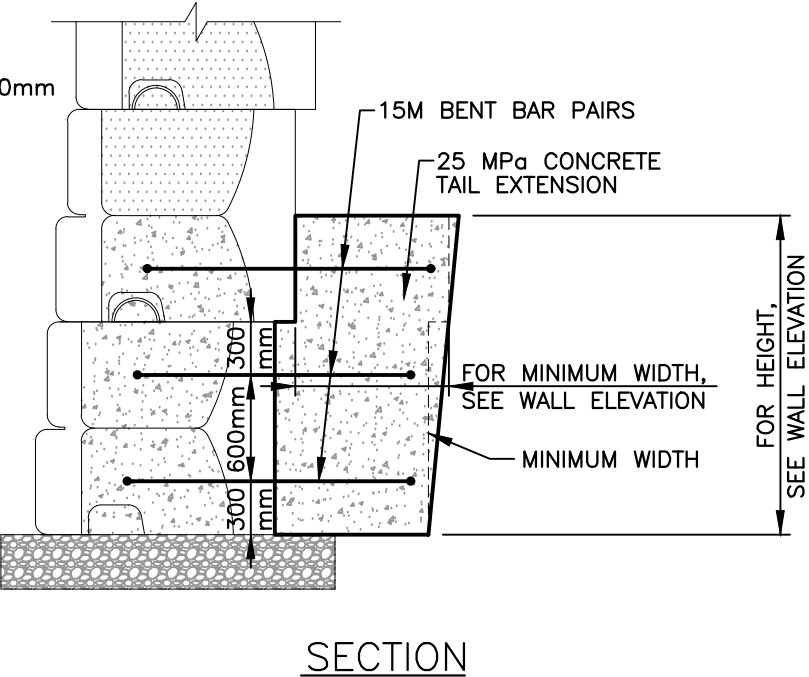 0mm
15M BENT BAR PAIRS
25 MPa CONCRETE
TAIL EXTENSION
300
mm
600mm
300
mm
FOR MINIMUM WIDTH,
SEE WALL ELEVATION
MINIMUM WIDTH
FOR HEIGHT,
SEE WALL ELEVATION
SECTION